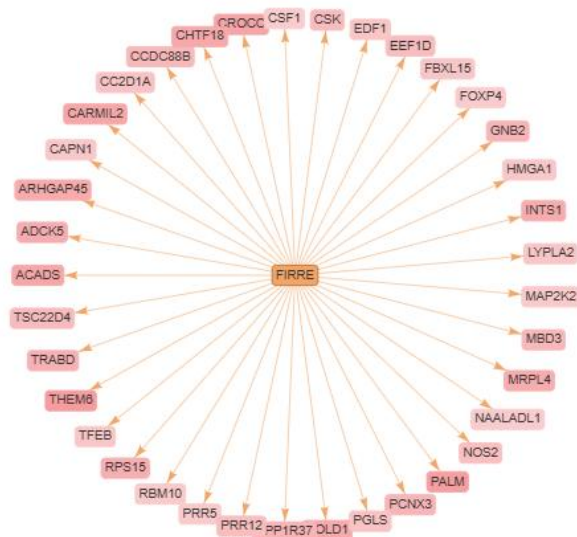 CSF1
CSK
EDF1
EEF1D
FBXL15
FOXP4
GNB2
HMGA1
INTS1
LYPLA2
MAP2K2
MBD3
MRPL4
NAALADL1
NOS2
PALM
PCNX3
PGLS
OLD1
PP1R37
PRR12
PRR5
RBM10
RPS15
TFEB
THEM6
TRABD
TSC22D4
ACADS
ADCK5
ARHGAP45
CAPN1
CARMIL2
CC2D1A
CCDC88B
CHTF18
CROCC
FIRRE